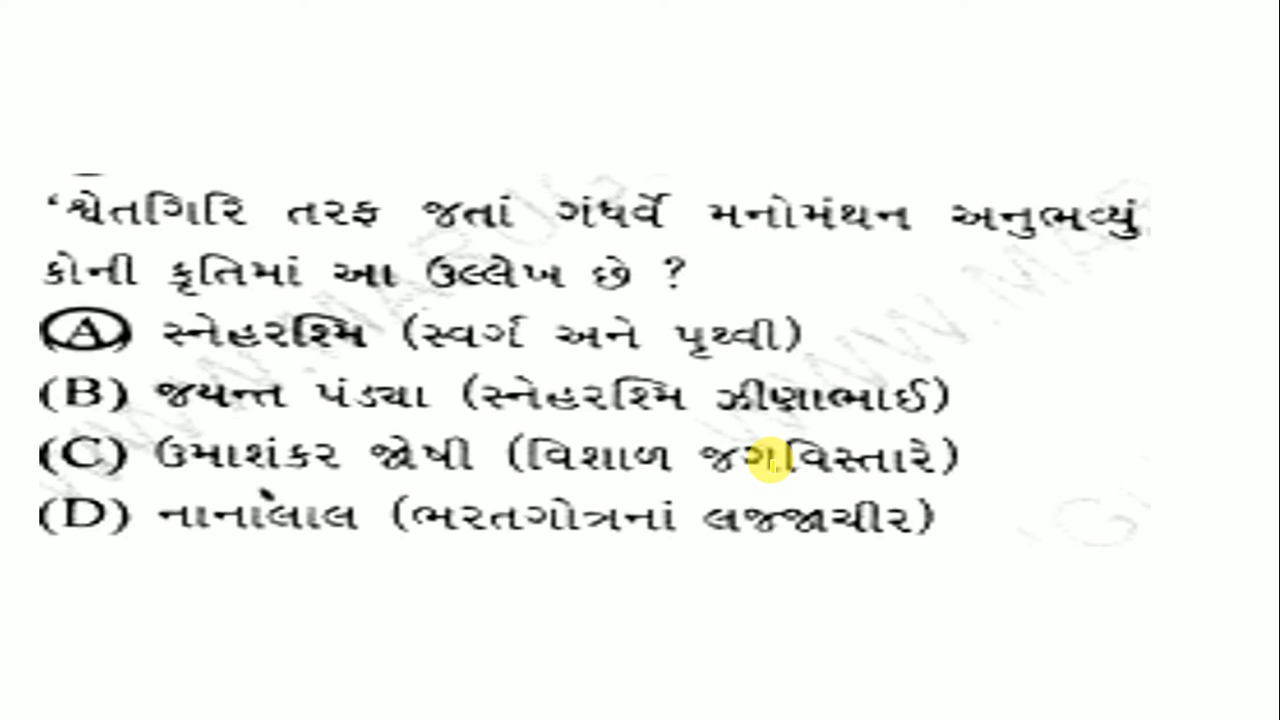 ‘શ્વેતગિરિ તરફ જતાં ગંધર્વે મનોમંથન અનુભવ્યું
કોની કૃતિમાં આ ઉલ્લેખ છે ?
(A) સ્નેહરશ્મિ (સ્વર્ગ અને પૃથ્વી)
(B) જયન્ત પંડ્યા (સ્નેહરશ્મિ ઝીણાભાઈ)
(C) ઉમાશંકર જોષી (વિશાળ જગવિસ્તારે)
(D) નાનાલાલ (ભરતગોત્રનાં લજ્જાચીર)